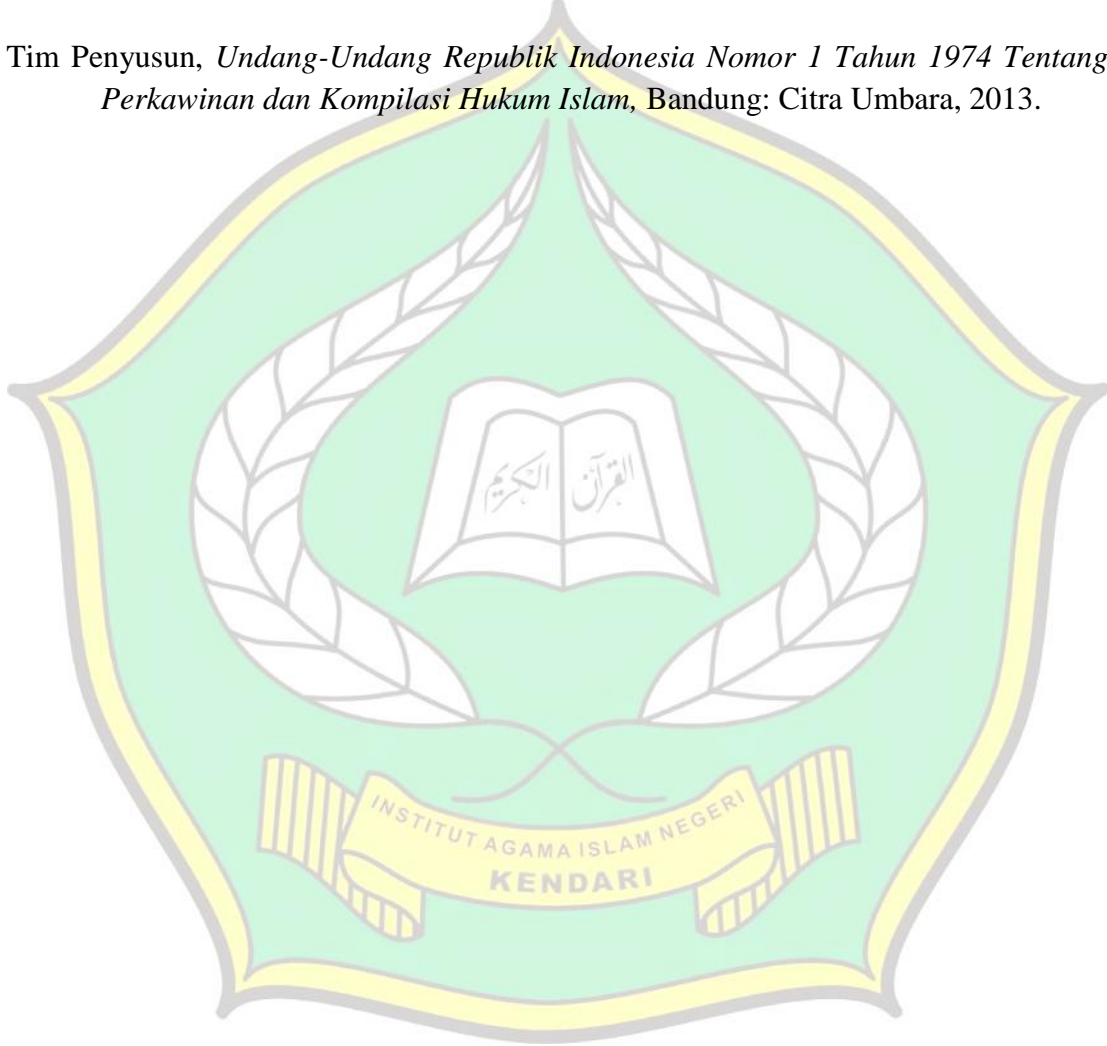 Tim Penyusun, Undang-Undang Republik Indonesia Nomor 1 Tahun 1974 Tentang
Perkawinan dan Kompilasi Hukum Islam, Bandung: Citra Umbara, 2013.
القرآن الكريم
INSTITUT AGAMA ISLAM NEGERI
KENDARI